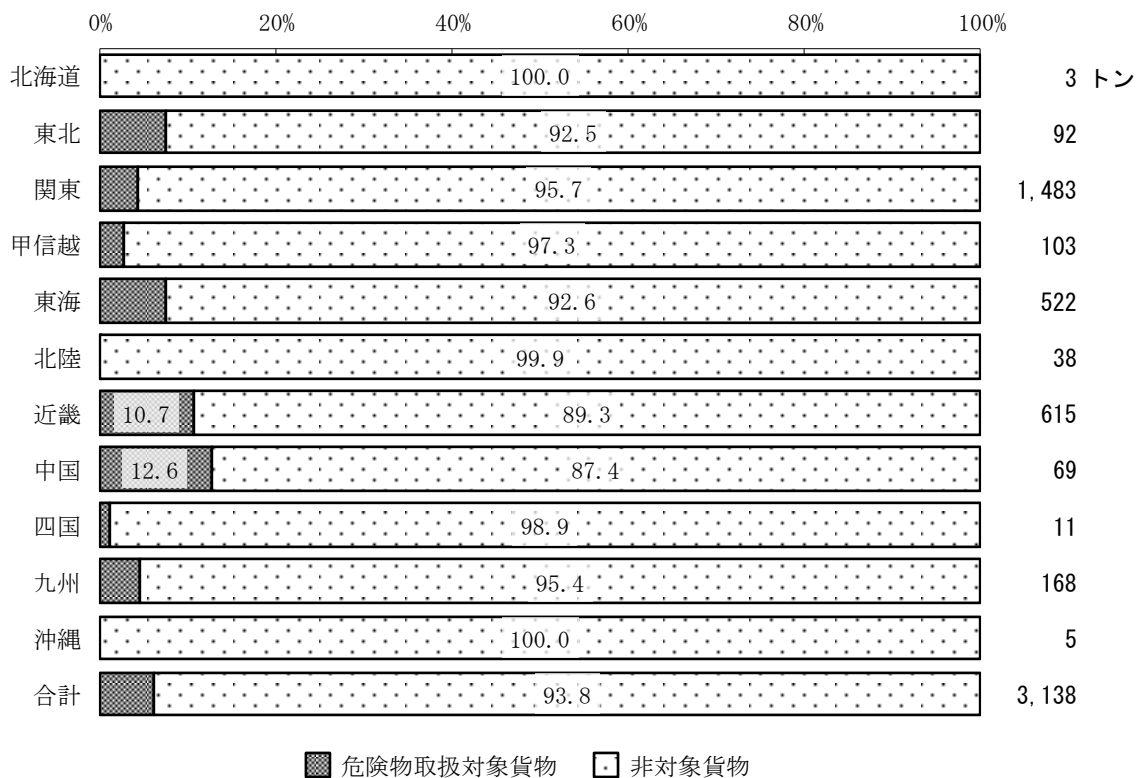 0% 20% 40% 60% 80% 100%
北海道 100.0 3 トン
東北 92.5 92
関東 95.7 1,483
甲信越 97.3 103
東海 92.6 522
北陸 99.9 38
近畿 10.7 89.3 615
中国 12.6 87.4 69
四国 98.9 11
九州 95.4 168
沖縄 100.0 5
合計 93.8 3,138
危険物取扱対象貨物 非対象貨物